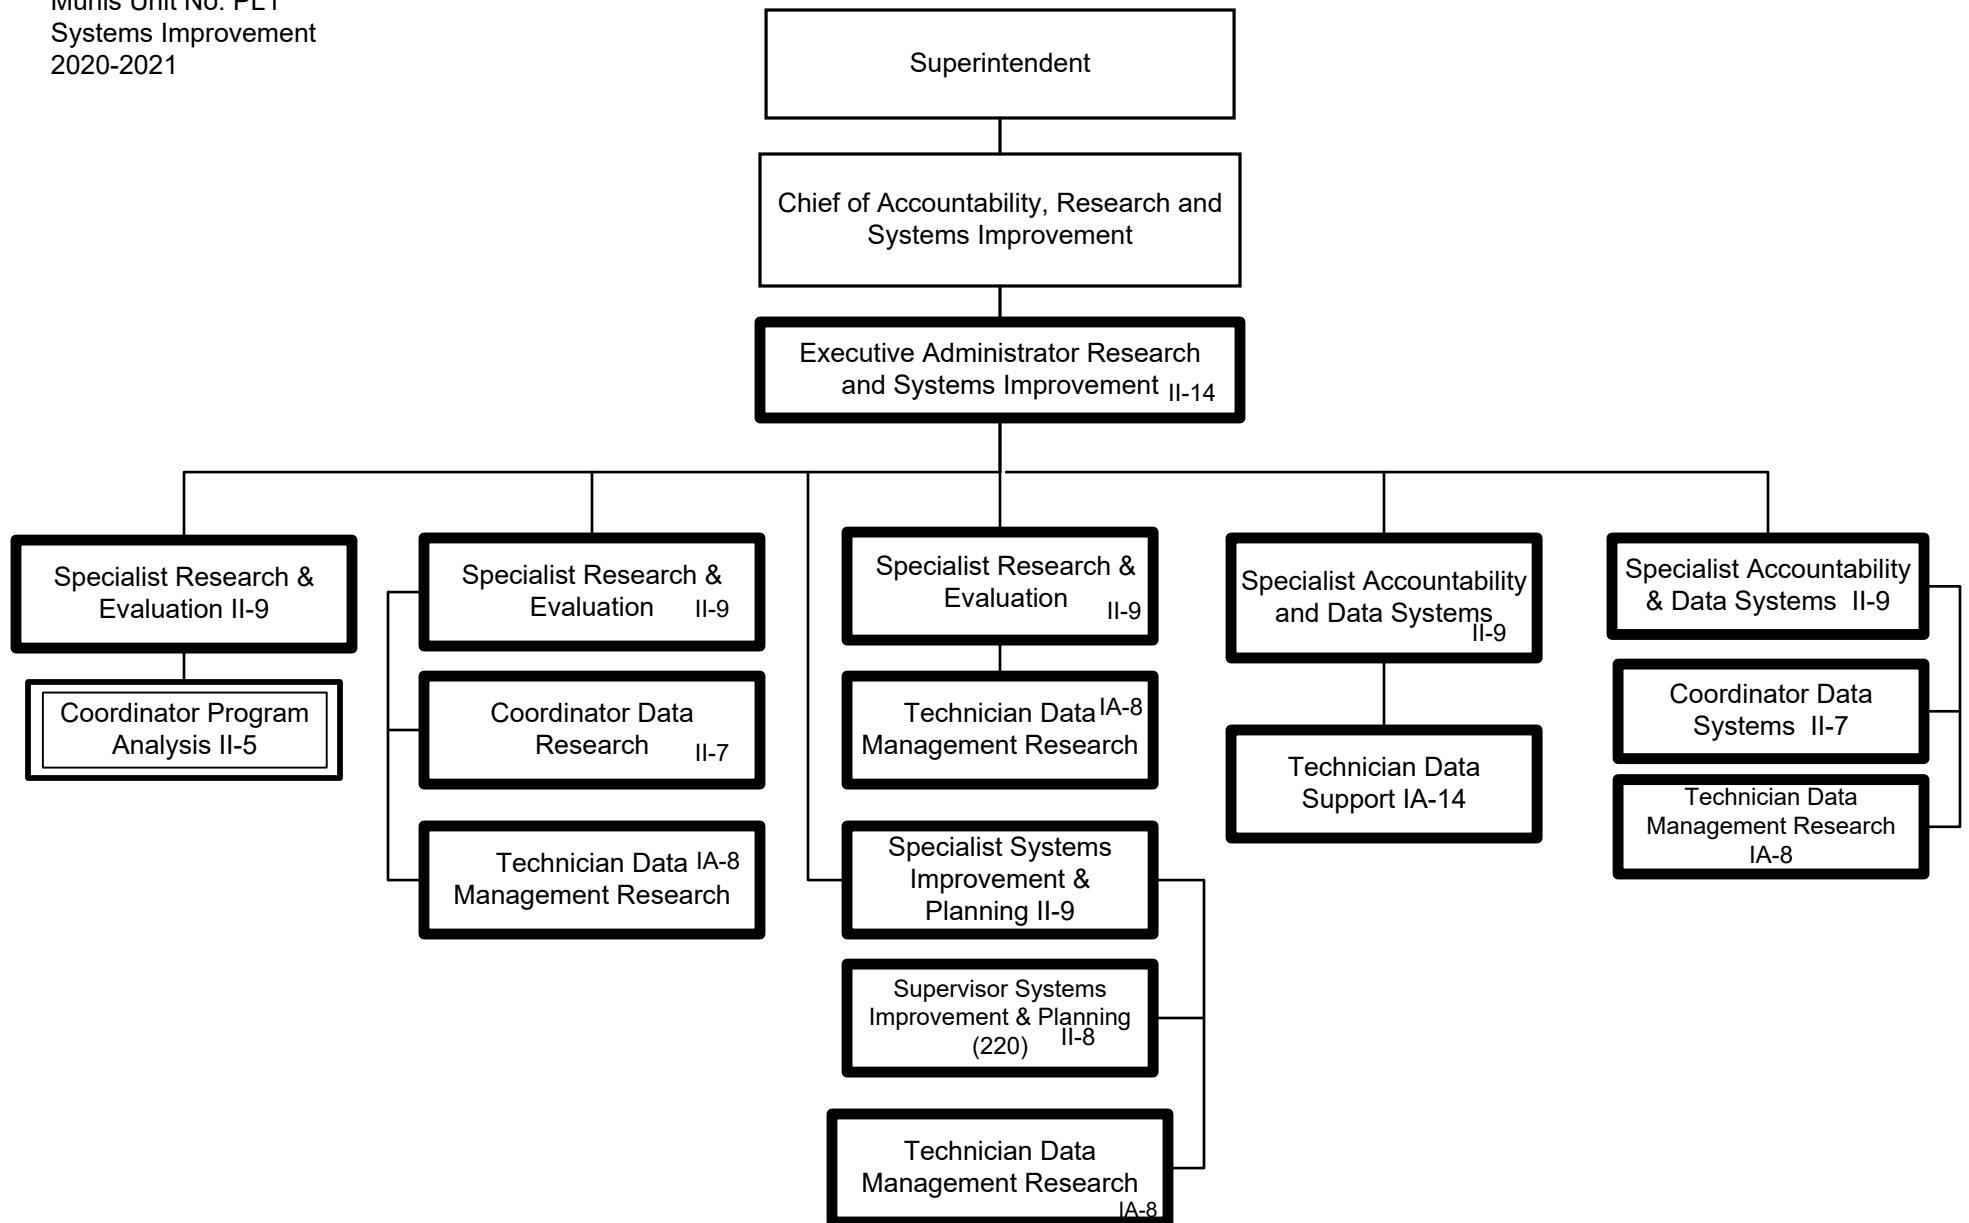 Munis Unit No. PL1
Systems Improvement
2020-2021
Superintendent
Chief of Accountability, Research and
Systems Improvement
Executive Administrator Research
and Systems Improvement II-14
Specialist Research &
Evaluation II-9
Coordinator Program
Analysis II-5
Specialist Research &
Evaluation II-9
Coordinator Data
Research II-7
Technician Data IA-8
Management Research
Specialist Research &
Evaluation II-9
Technician Data IA-8
Management Research
Specialist Systems
Improvement &
Planning II-9
Supervisor Systems
Improvement & Planning
(220) II-8
Technician Data
Management Research
IA-8
Specialist Accountability
and Data Systems
II-9
Technician Data
Support IA-14
Specialist Accountability
& Data Systems II-9
Coordinator Data
Systems II-7
Technician Data
Management Research
IA-8